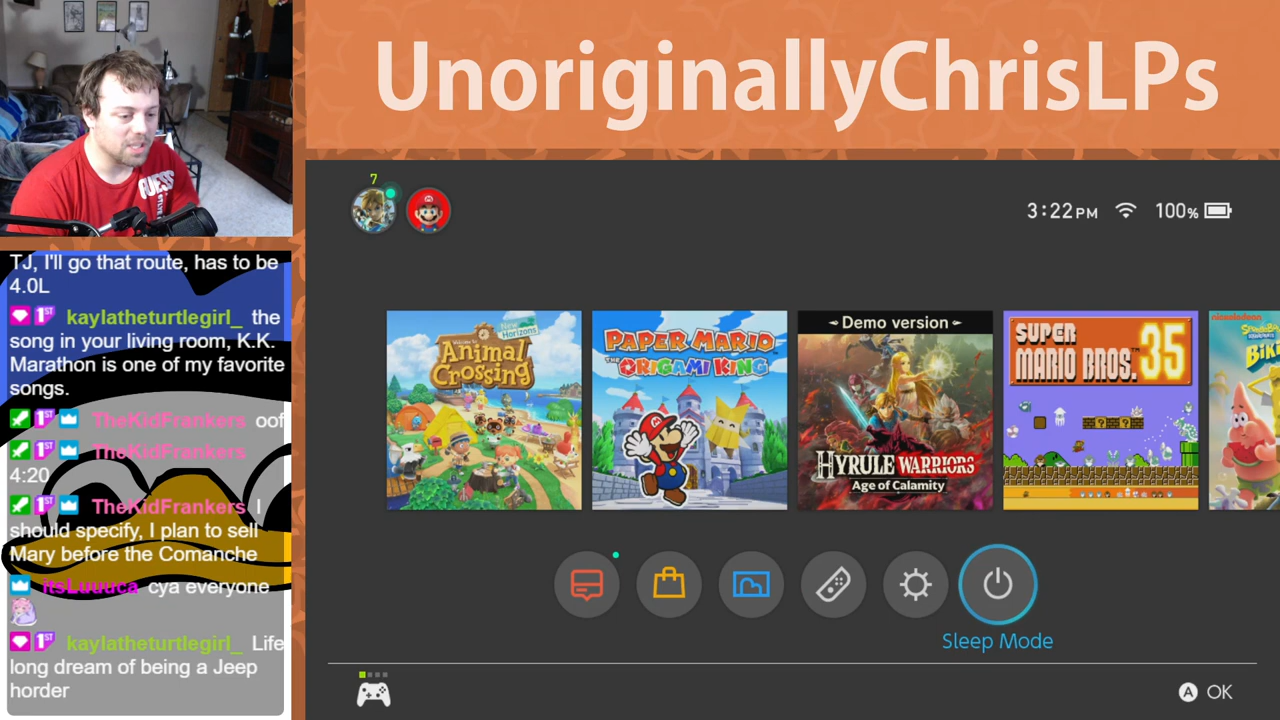 UnoriginallyChrisLPs
GUESS
7
3:22PM
100%
TJ, I'll go that route, has to be
4.0L
kaylatheturtlegirl_ the
song in your living room, K.K.
Marathon is one of my favorite
songs.
TheKidFrankers oof
TheKidFrankers
4:20
TheKidFrankers I
should specify, I plan to sell
Mary before the Comanche
itsLuuuca cya everyone
kaylatheturtlegirl_ Life
long dream of being a Jeep
horder
New
Horizons
Animal
Crossing
PAPER MARIO
THE ORIGAMI KING
Demo version
HYRULE WARRIORS
Age of Calamity
SUPER
MARIO BROS. 35
nickelodeon
Sleep Mode
A OK